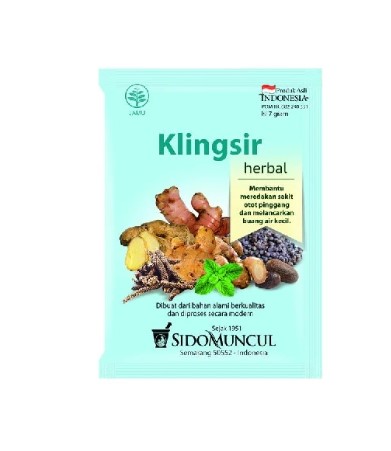 JAMU
Produk Asli
INDONESIA
Klingsir
herbal
Membantu
meredakan sakit
otot pinggang
dan melancarkan
buang air kecil.
Dibuat dari bahan alami berkualitas
dan diproses secara modern
Sejak 1951
SIDOMUNCUL
Semarang 50552 - Indonesia